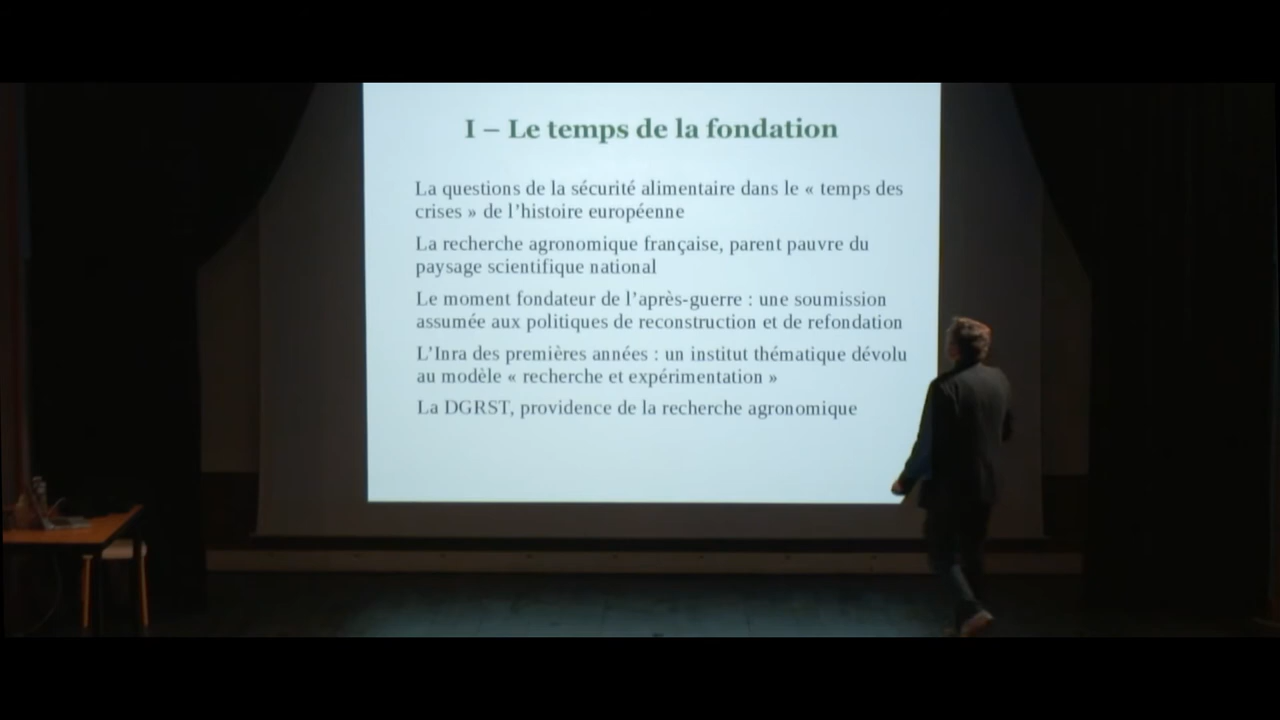 I – Le temps de la fondation
La questions de la sécurité alimentaire dans le « temps des
crises » de l’histoire européenne
La recherche agronomique française, parent pauvre du
paysage scientifique national
Le moment fondateur de l’après-guerre : une soumission
assumée aux politiques de reconstruction et de refondation
L’Inra des premières années : un institut thématique dévolu
au modèle « recherche et expérimentation »
La DGRST, providence de la recherche agronomique